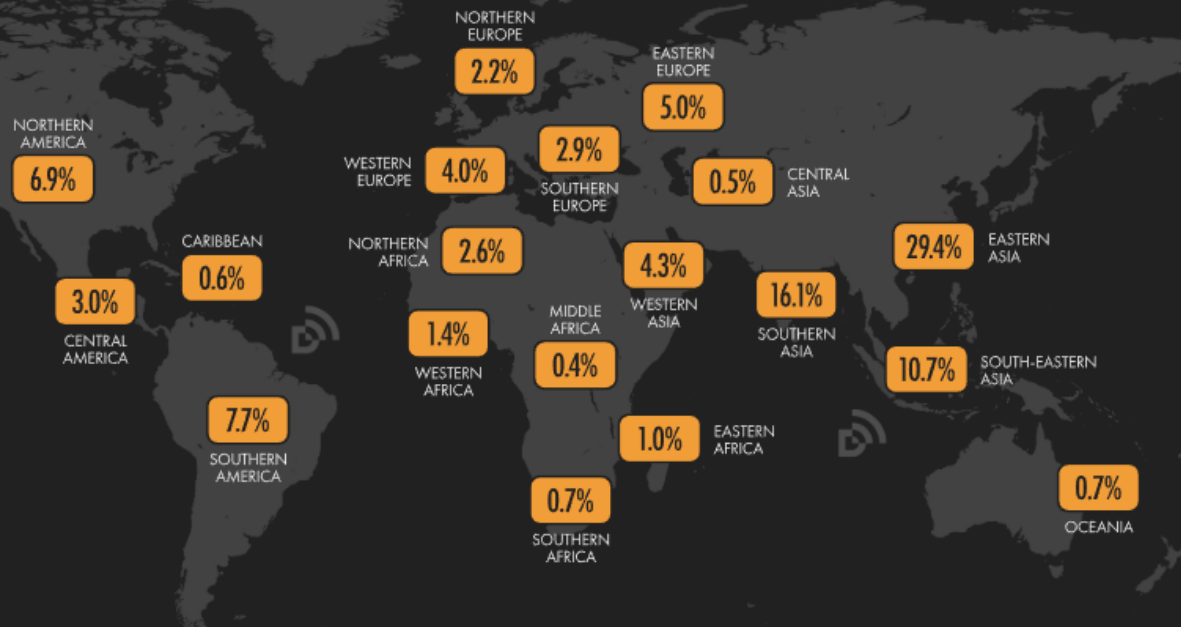 NORTHERN
EUROPE
2.2%
EASTERN
EUROPE
5.0%
NORTHERN
AMERICA
6.9%
WESTERN
EUROPE
4.0%
2.9%
SOUTHERN
EUROPE
0.5%
CENTRAL
ASIA
CARIBBEAN
0.6%
NORTHERN
AFRICA
2.6%
4.3%
WESTERN
ASIA
29.4%
EASTERN
ASIA
3.0%
CENTRAL
AMERICA
16.1%
SOUTHERN
ASIA
1.4%
WESTERN
AFRICA
MIDDLE
AFRICA
0.4%
10.7%
SOUTH-EASTERN
ASIA
7.7%
SOUTHERN
AMERICA
1.0%
EASTERN
AFRICA
0.7%
SOUTHERN
AFRICA
0.7%
OCEANIA